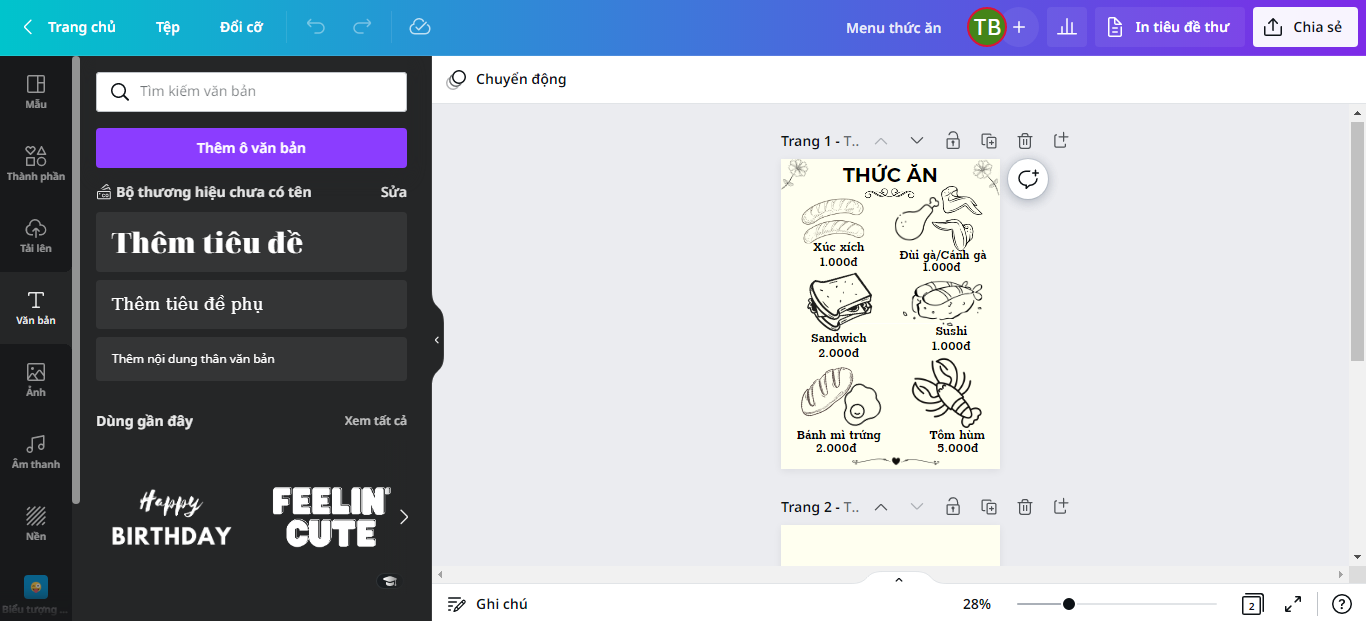 Trang chủ
Tệp
Đổi cỡ
Menu thức ăn
TB
+
In tiêu đề thư
Chia sẻ
Mẫu
Thành phần
Tải lên
Văn bản
Ảnh
Âm thanh
Nền
Biểu tượng ...
Tìm kiếm văn bản
Thêm ô văn bản
CO.
Bộ thương hiệu chưa có tên
Sửa
Thêm tiêu đề
Thêm tiêu đề phụ
Thêm nội dung thân văn bản
Dùng gần đây
Xem tất cả
Happy
BIRTHDAY
FEELIN'
CUTE
Chuyển động
Trang 1 - T..
THỨC ĂN
Xúc xích
1.000đ
Đùi gà/Cánh gà
1.000đ
Sandwich
2.000đ
Sushi
1.000đ
Bánh mì trứng
2.000đ
Tôm hùm
5.000đ
Trang 2 - T..
Ghi chú
28%
2
?